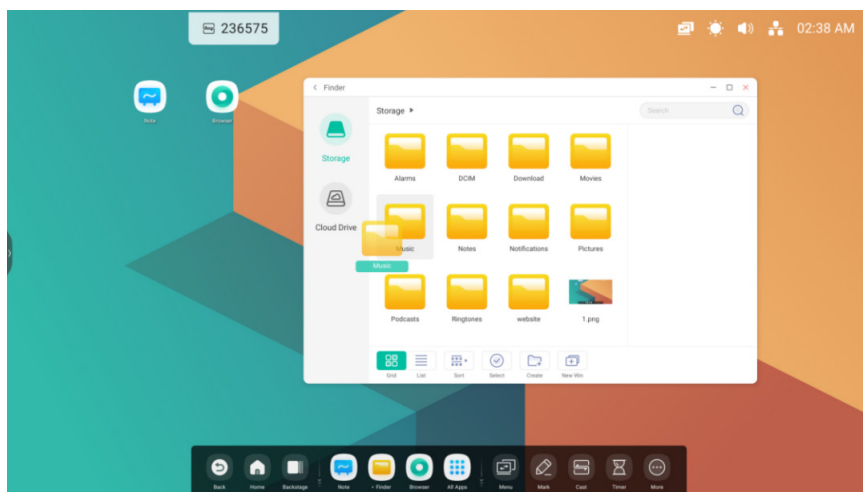 236575
02:38 AM
Note
Browser
Finder
Storage
Search
Storage
Cloud Drive
Alarms
DCIM
Download
Movies
Music
Notes
Notifications
Pictures
Music
Podcasts
Ringtones
website
1.png
Grid
List
Sort
Select
Create
New Win
Back
Home
Backstage
Note
• Finder
Browser
All Apps
Menu
Mark
Cast
Timer
More